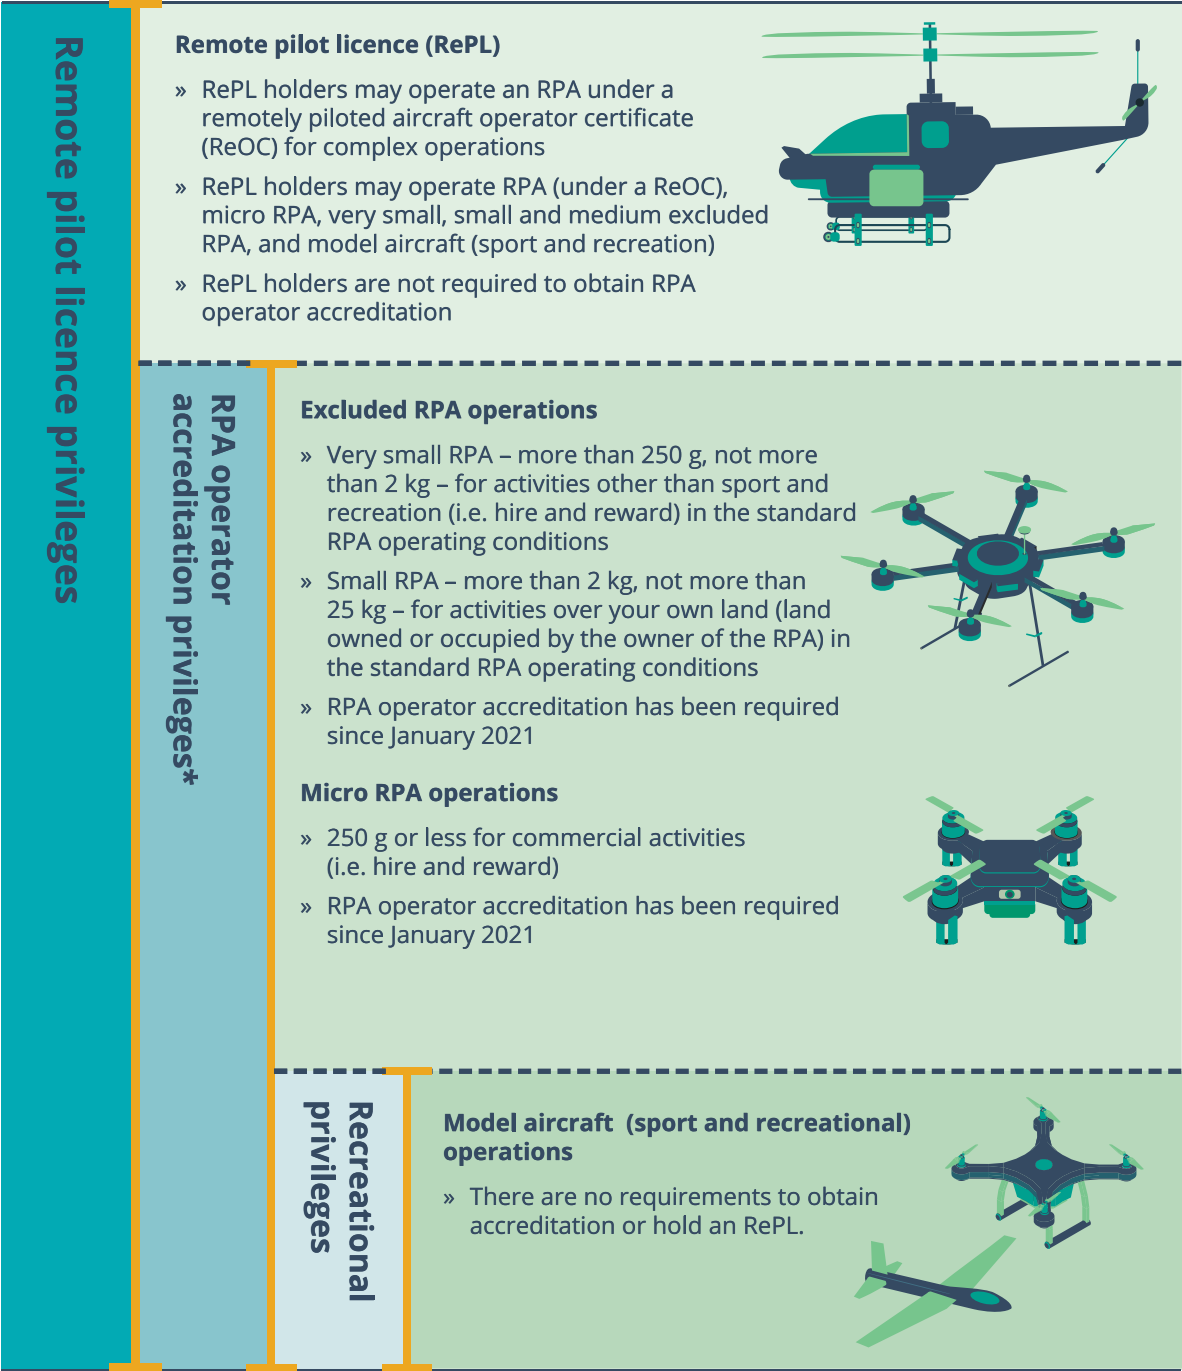 Remote pilot licence privileges
Remote pilot licence (RePL)
» RePL holders may operate an RPA under a
remotely piloted aircraft operator certificate
(ReOC) for complex operations
» RePL holders may operate RPA (under a ReOC),
micro RPA, very small, small and medium excluded
RPA, and model aircraft (sport and recreation)
» RePL holders are not required to obtain RPA
operator accreditation
RPA operator
accreditation privileges*
Excluded RPA operations
» Very small RPA – more than 250 g, not more
than 2 kg – for activities other than sport and
recreation (i.e. hire and reward) in the standard
RPA operating conditions
» Small RPA – more than 2 kg, not more than
25 kg – for activities over your own land (land
owned or occupied by the owner of the RPA) in
the standard RPA operating conditions
» RPA operator accreditation has been required
since January 2021
Micro RPA operations
» 250 g or less for commercial activities
(i.e. hire and reward)
» RPA operator accreditation has been required
since January 2021
Recreational
privileges
Model aircraft (sport and recreational)
operations
» There are no requirements to obtain
accreditation or hold an RePL.